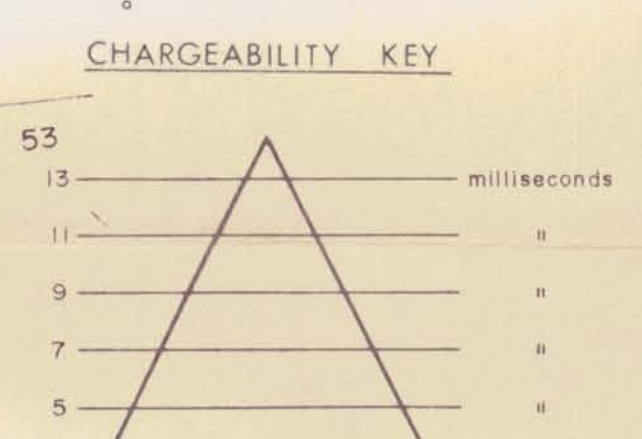 CHARGEABILITY KEY
53
13 milliseconds
11 "
9 "
7 "
5 "